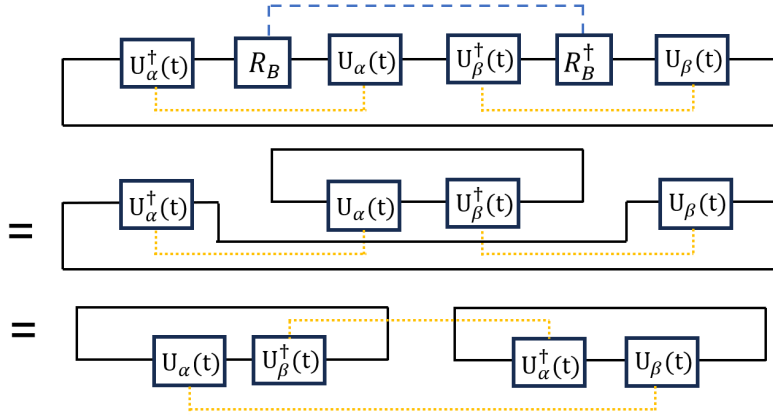 U†α(t) R_B Uα(t) U†β(t) R†_B Uβ(t)
= U†α(t) Uα(t) U†β(t) Uβ(t)
= Uα(t) U†β(t) U†α(t) Uβ(t)